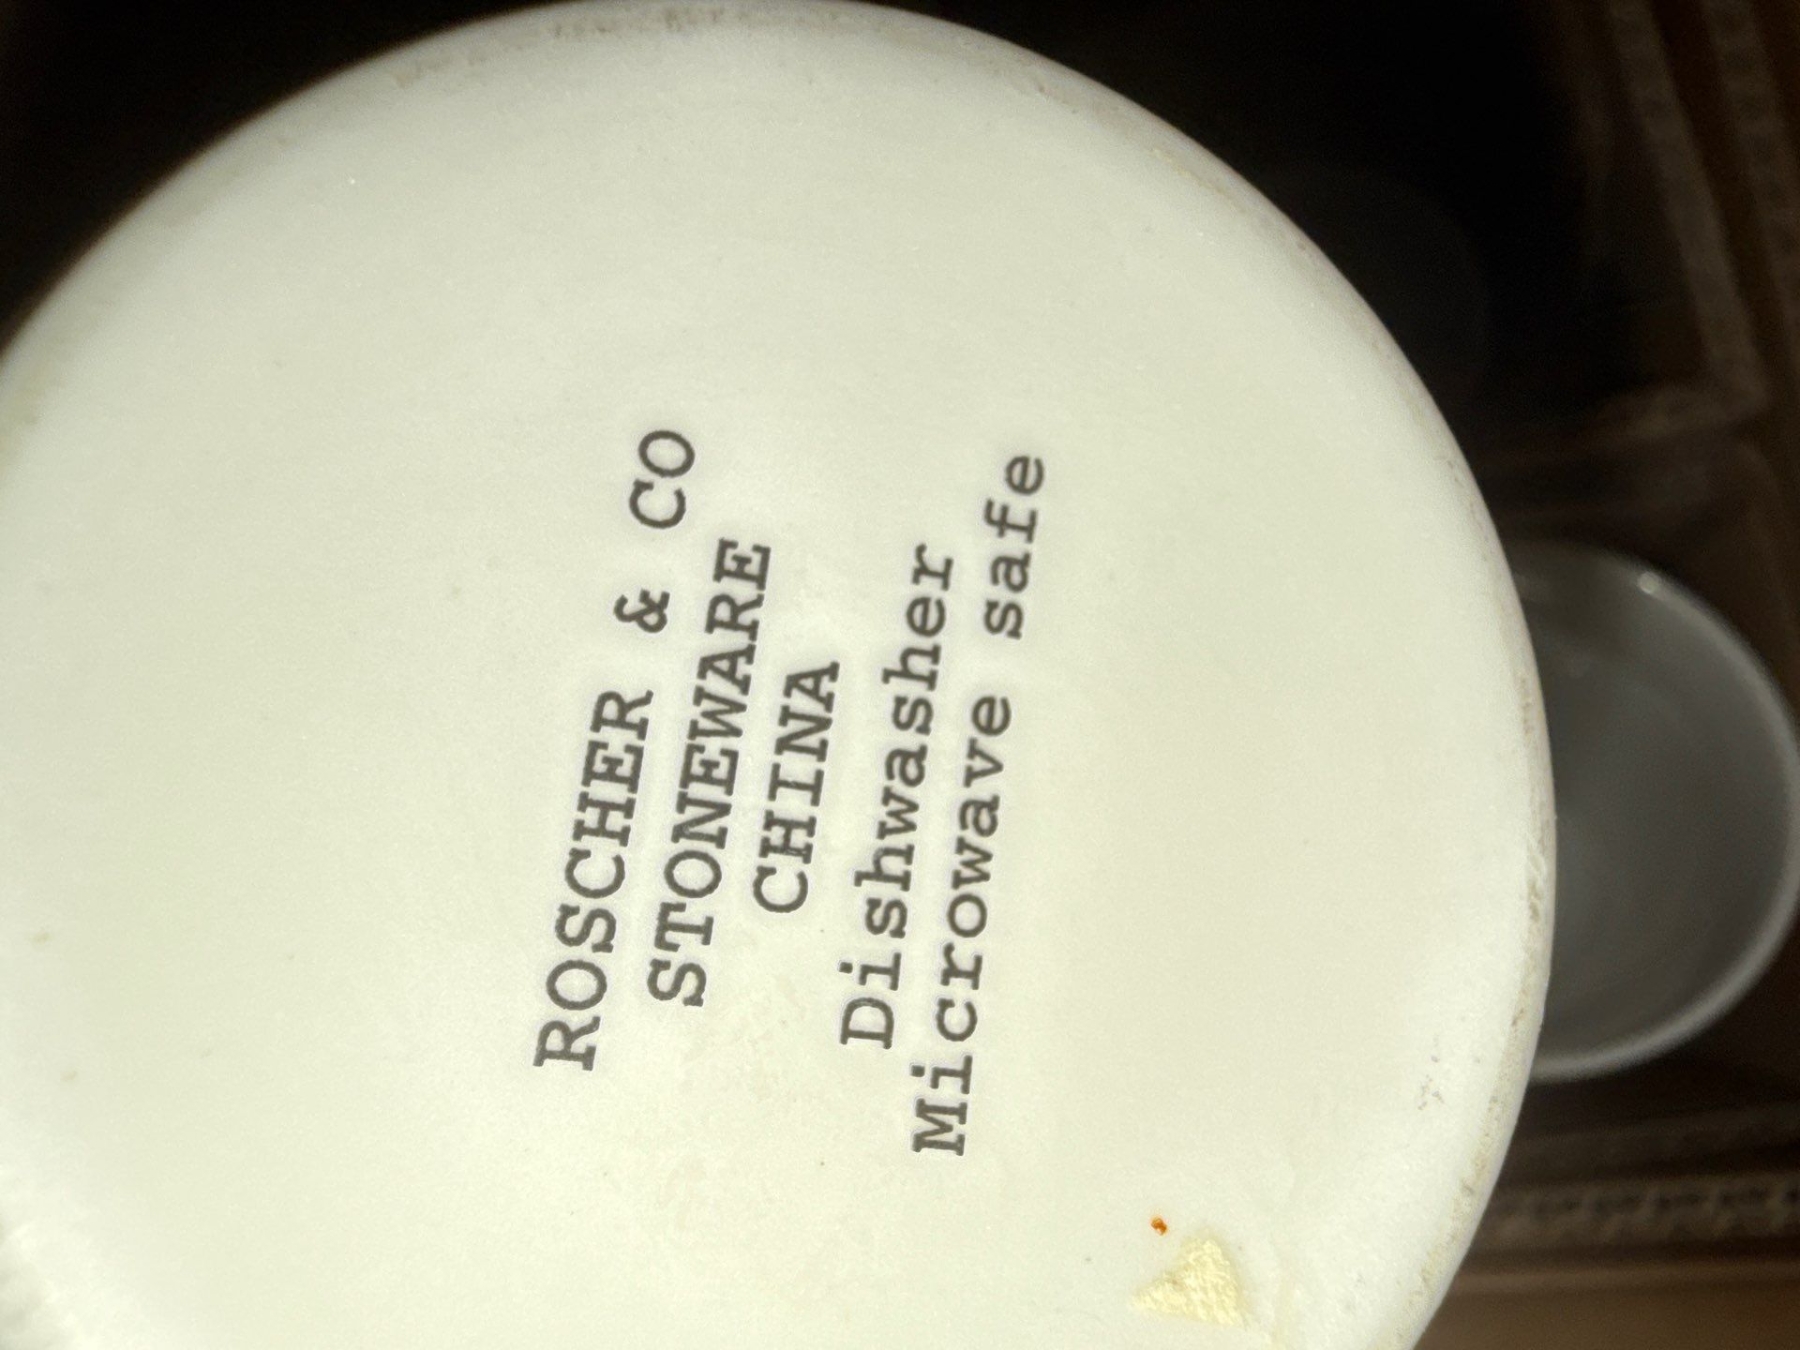 ROSCHER & CO
STONEWARE
CHINA
Dishwasher
Microwave safe